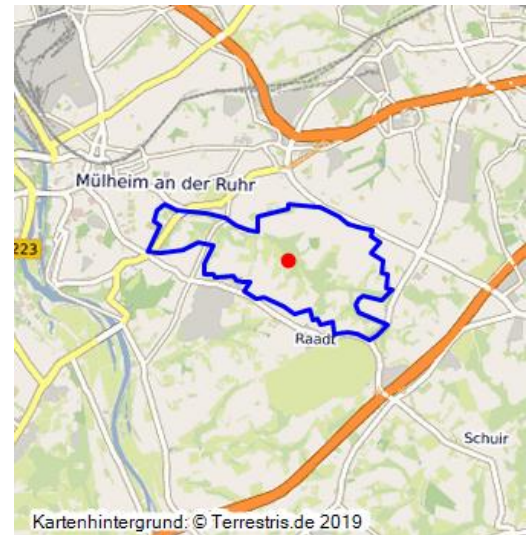 Mülheim an der Ruhr
223
Raadt
Schuir
Kartenhintergrund: © Terrestris.de 2019